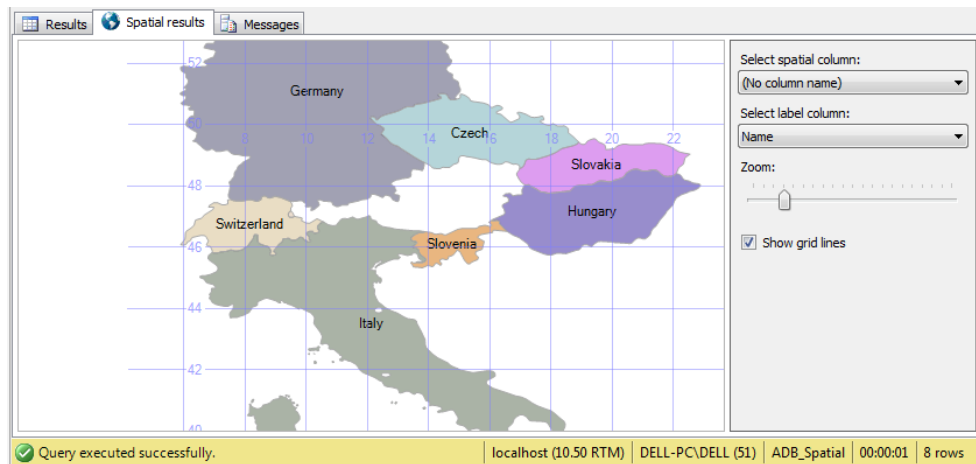 Results Spatial results Messages
52
Germany
50
8 10 14 16 18 20 22
Czech
Slovakia
48
Hungary
Switzerland
Slovenia
46
44
Italy
42
40
Select spatial column:
(No column name)
Select label column:
Name
Zoom:
Show grid lines
Query executed successfully. localhost (10.50 RTM) DELL-PC\DELL (51) ADB_Spatial 00:00:01 8 rows